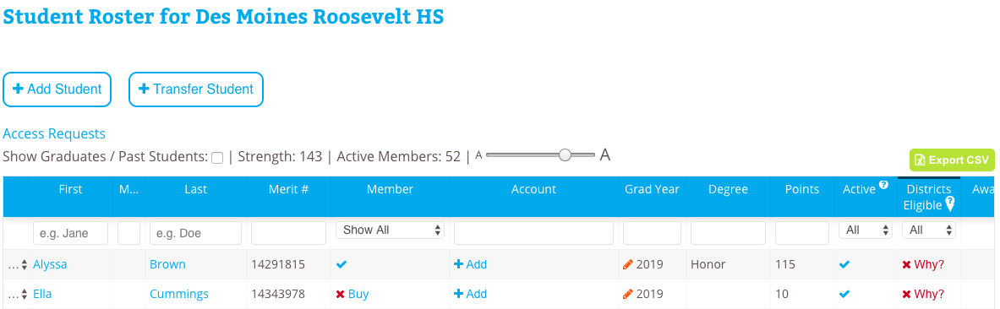 Student Roster for Des Moines Roosevelt HS
+ Add Student + Transfer Student
Access Requests
Show Graduates / Past Students: | Strength: 143 | Active Members: 52 | A A
Export CSV
First M... Last Merit # Member Account Grad Year Degree Points Active ? Districts Eligible ? Awa
e.g. Jane e.g. Doe Show All All All
... Alyssa Brown 14291815 + Add 2019 Honor 115 Why?
... Ella Cummings 14343978 Buy + Add 2019 10 Why?